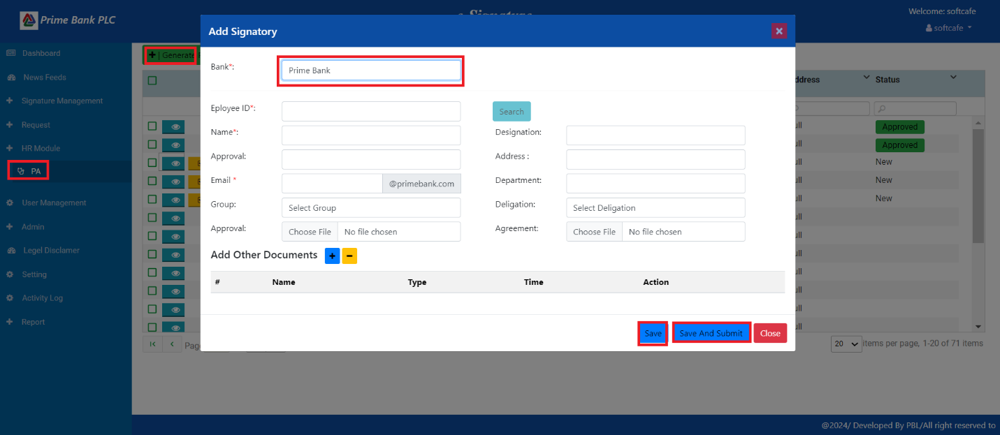 Prime Bank PLC
e-Signature
Welcome: softcafe
softcafe
Dashboard
News Feeds
Signature Management
Request
HR Module
PA
User Management
Admin
Legel Disclamer
Setting
Activity Log
Report
+ | Generate
Add Signatory
×
Bank*:
Prime Bank
Eployee ID*:
Search
Name*:
Designation:
Approval:
Address :
Email *
@primebank.com
Department:
Group:
Select Group
Deligation:
Select Deligation
Approval:
Choose File No file chosen
Agreement:
Choose File No file chosen
Add Other Documents + −
# Name Type Time Action
Save Save And Submit Close
ddress Status
ull Approved
ull Approved
ull New
ull New
ull New
ull
ull
ull
ull
ull
ull
ull
Pag
20 items per page, 1-20 of 71 items
@2024/ Developed By PBL/All right reserved to